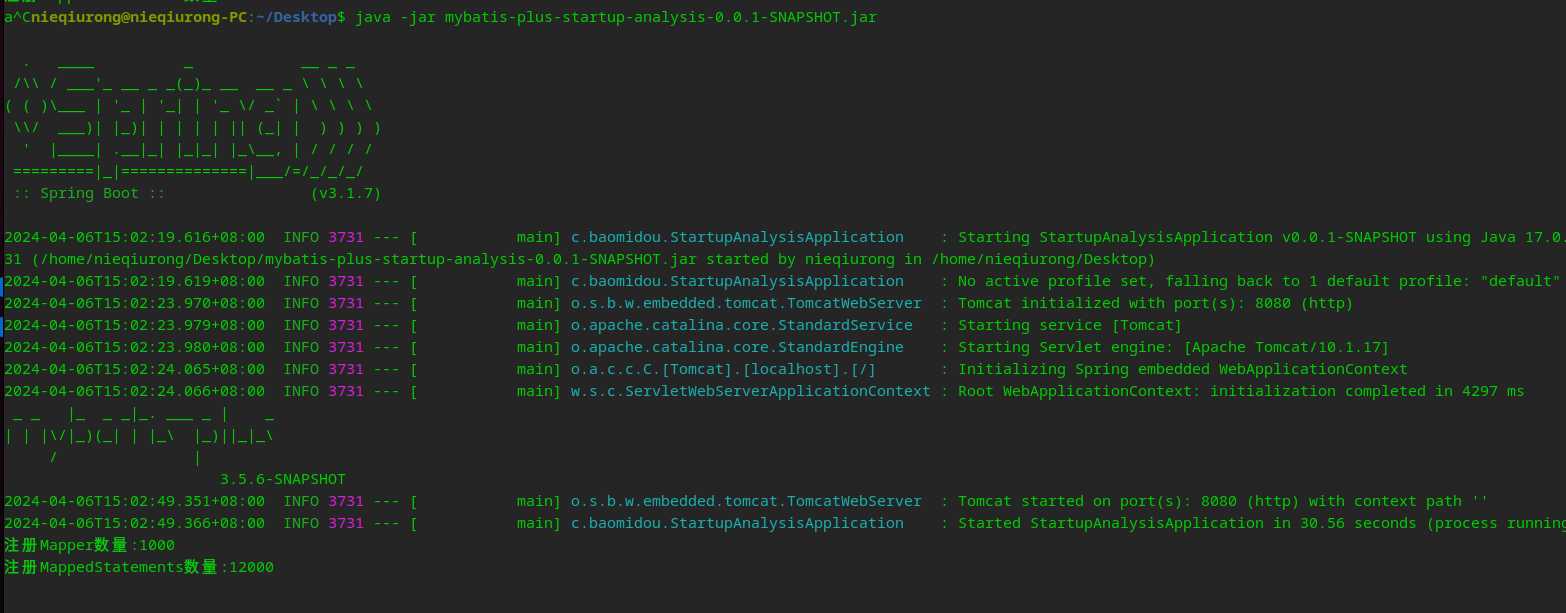 a^Cnieqiurong@nieqiurong-PC:~/Desktop$ java -jar mybatis-plus-startup-analysis-0.0.1-SNAPSHOT.jar
  .   ____          _            __ _ _
 /\\ / ___'_ __ _ _(_)_ __  __ _ \ \ \ \
( ( )\___ | '_ | '_| | '_ \/ _` | \ \ \ \
 \\/  ___)| |_)| | | | | || (_| |  ) ) ) )
  '  |____| .__|_| |_|_| |_\__, | / / / /
 =========|_|==============|___/=/_/_/_/
 :: Spring Boot ::                (v3.1.7)
2024-04-06T15:02:19.616+08:00  INFO 3731 --- [           main] c.baomidou.StartupAnalysisApplication    : Starting StartupAnalysisApplication v0.0.1-SNAPSHOT using Java 17.0.
31 (/home/nieqiurong/Desktop/mybatis-plus-startup-analysis-0.0.1-SNAPSHOT.jar started by nieqiurong in /home/nieqiurong/Desktop)
2024-04-06T15:02:19.619+08:00  INFO 3731 --- [           main] c.baomidou.StartupAnalysisApplication    : No active profile set, falling back to 1 default profile: "default"
2024-04-06T15:02:23.970+08:00  INFO 3731 --- [           main] o.s.b.w.embedded.tomcat.TomcatWebServer  : Tomcat initialized with port(s): 8080 (http)
2024-04-06T15:02:23.979+08:00  INFO 3731 --- [           main] o.apache.catalina.core.StandardService   : Starting service [Tomcat]
2024-04-06T15:02:23.980+08:00  INFO 3731 --- [           main] o.apache.catalina.core.StandardEngine    : Starting Servlet engine: [Apache Tomcat/10.1.17]
2024-04-06T15:02:24.065+08:00  INFO 3731 --- [           main] o.a.c.c.C.[Tomcat].[localhost].[/]       : Initializing Spring embedded WebApplicationContext
2024-04-06T15:02:24.066+08:00  INFO 3731 --- [           main] w.s.c.ServletWebServerApplicationContext : Root WebApplicationContext: initialization completed in 4297 ms
 _ _   |_  _ _|_. ___ _ |    _
| | |\/|_)(_| | |_\  |_)||_|_\
     /               |
                        3.5.6-SNAPSHOT
2024-04-06T15:02:49.351+08:00  INFO 3731 --- [           main] o.s.b.w.embedded.tomcat.TomcatWebServer  : Tomcat started on port(s): 8080 (http) with context path ''
2024-04-06T15:02:49.366+08:00  INFO 3731 --- [           main] c.baomidou.StartupAnalysisApplication    : Started StartupAnalysisApplication in 30.56 seconds (process running
注册Mapper数量:1000
注册MappedStatements数量:12000